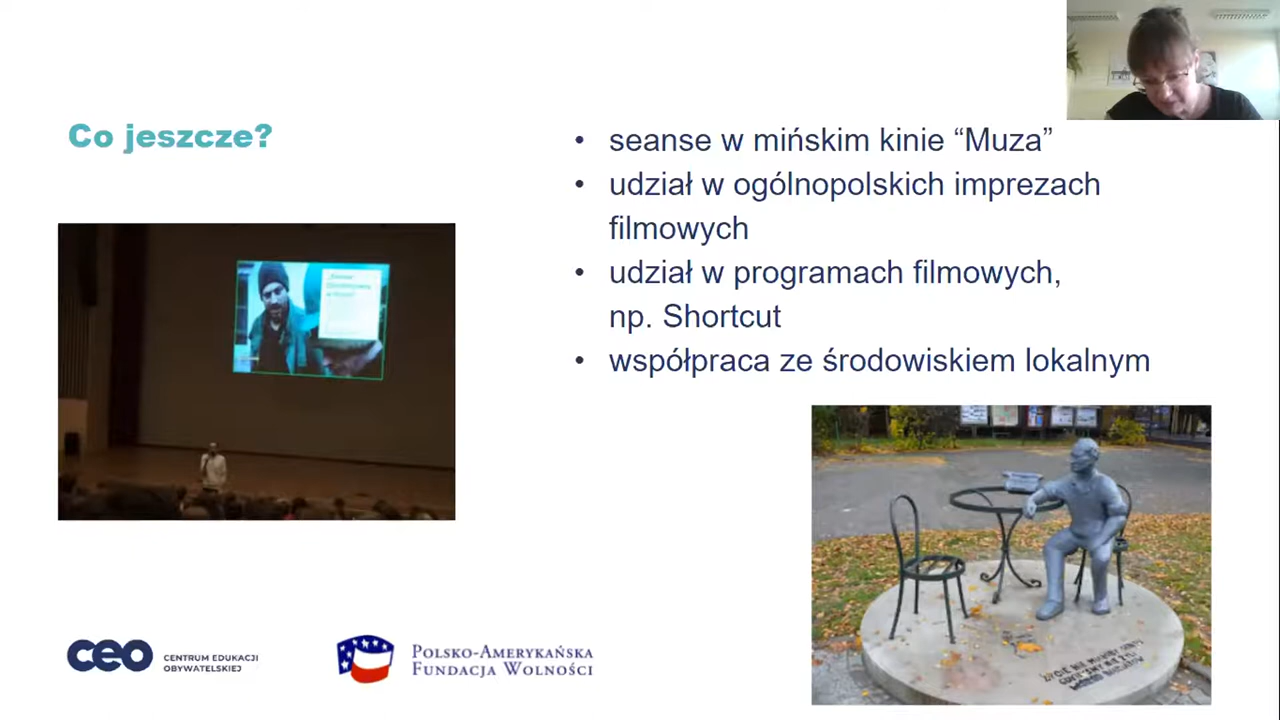 Co jeszcze?
• seanse w mińskim kinie “Muza”
• udział w ogólnopolskich imprezach
filmowych
• udział w programach filmowych,
np. Shortcut
• współpraca ze środowiskiem lokalnym
ceo CENTRUM EDUKACJI
OBYWATELSKIEJ
POLSKO-AMERYKAŃSKA
FUNDACJA WOLNOŚCI